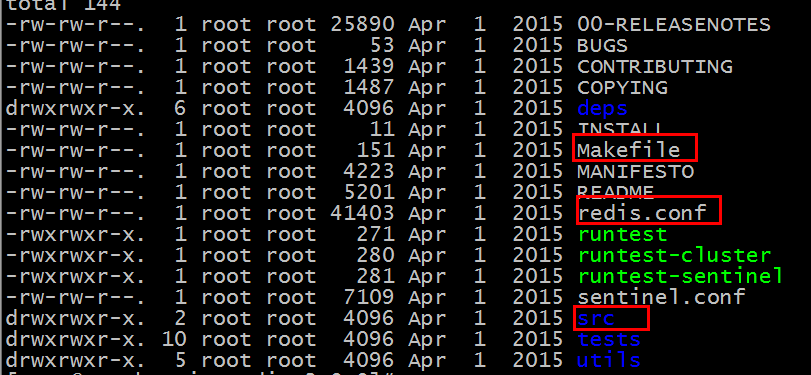 total 144
-rw-rw-r--. 1 root root 25890 Apr 1 2015 00-RELEASENOTES
-rw-rw-r--. 1 root root 53 Apr 1 2015 BUGS
-rw-rw-r--. 1 root root 1439 Apr 1 2015 CONTRIBUTING
-rw-rw-r--. 1 root root 1487 Apr 1 2015 COPYING
drwxrwxr-x. 6 root root 4096 Apr 1 2015 deps
-rw-rw-r--. 1 root root 11 Apr 1 2015 INSTALL
-rw-rw-r--. 1 root root 151 Apr 1 2015 Makefile
-rw-rw-r--. 1 root root 4223 Apr 1 2015 MANIFESTO
-rw-rw-r--. 1 root root 5201 Apr 1 2015 README
-rw-rw-r--. 1 root root 41403 Apr 1 2015 redis.conf
-rwxrwxr-x. 1 root root 271 Apr 1 2015 runtest
-rwxrwxr-x. 1 root root 280 Apr 1 2015 runtest-cluster
-rwxrwxr-x. 1 root root 281 Apr 1 2015 runtest-sentinel
-rw-rw-r--. 1 root root 7109 Apr 1 2015 sentinel.conf
drwxrwxr-x. 2 root root 4096 Apr 1 2015 src
drwxrwxr-x. 10 root root 4096 Apr 1 2015 tests
drwxrwxr-x. 5 root root 4096 Apr 1 2015 utils